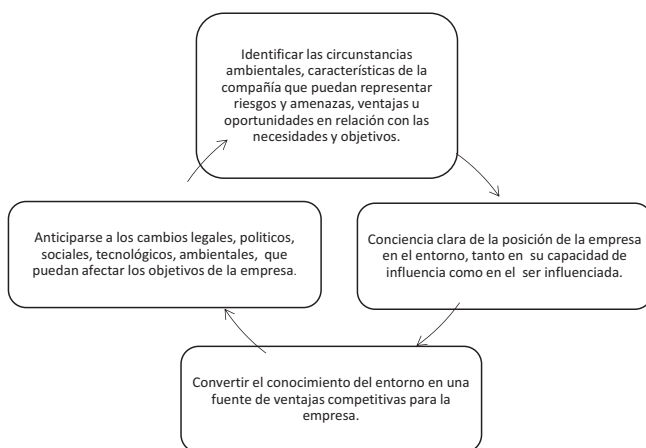 Identificar las circunstancias
ambientales, características de la
compañía que puedan representar
riesgos y amenazas, ventajas u
oportunidades en relación con las
necesidades y objetivos.
Conciencia clara de la posición de la empresa
en el entorno, tanto en su capacidad de
influencia como en el ser influenciada.
Convertir el conocimiento del entorno en una
fuente de ventajas competitivas para la
empresa.
Anticiparse a los cambios legales, politicos,
sociales, tecnológicos, ambientales, que
puedan afectar los objetivos de la empresa.